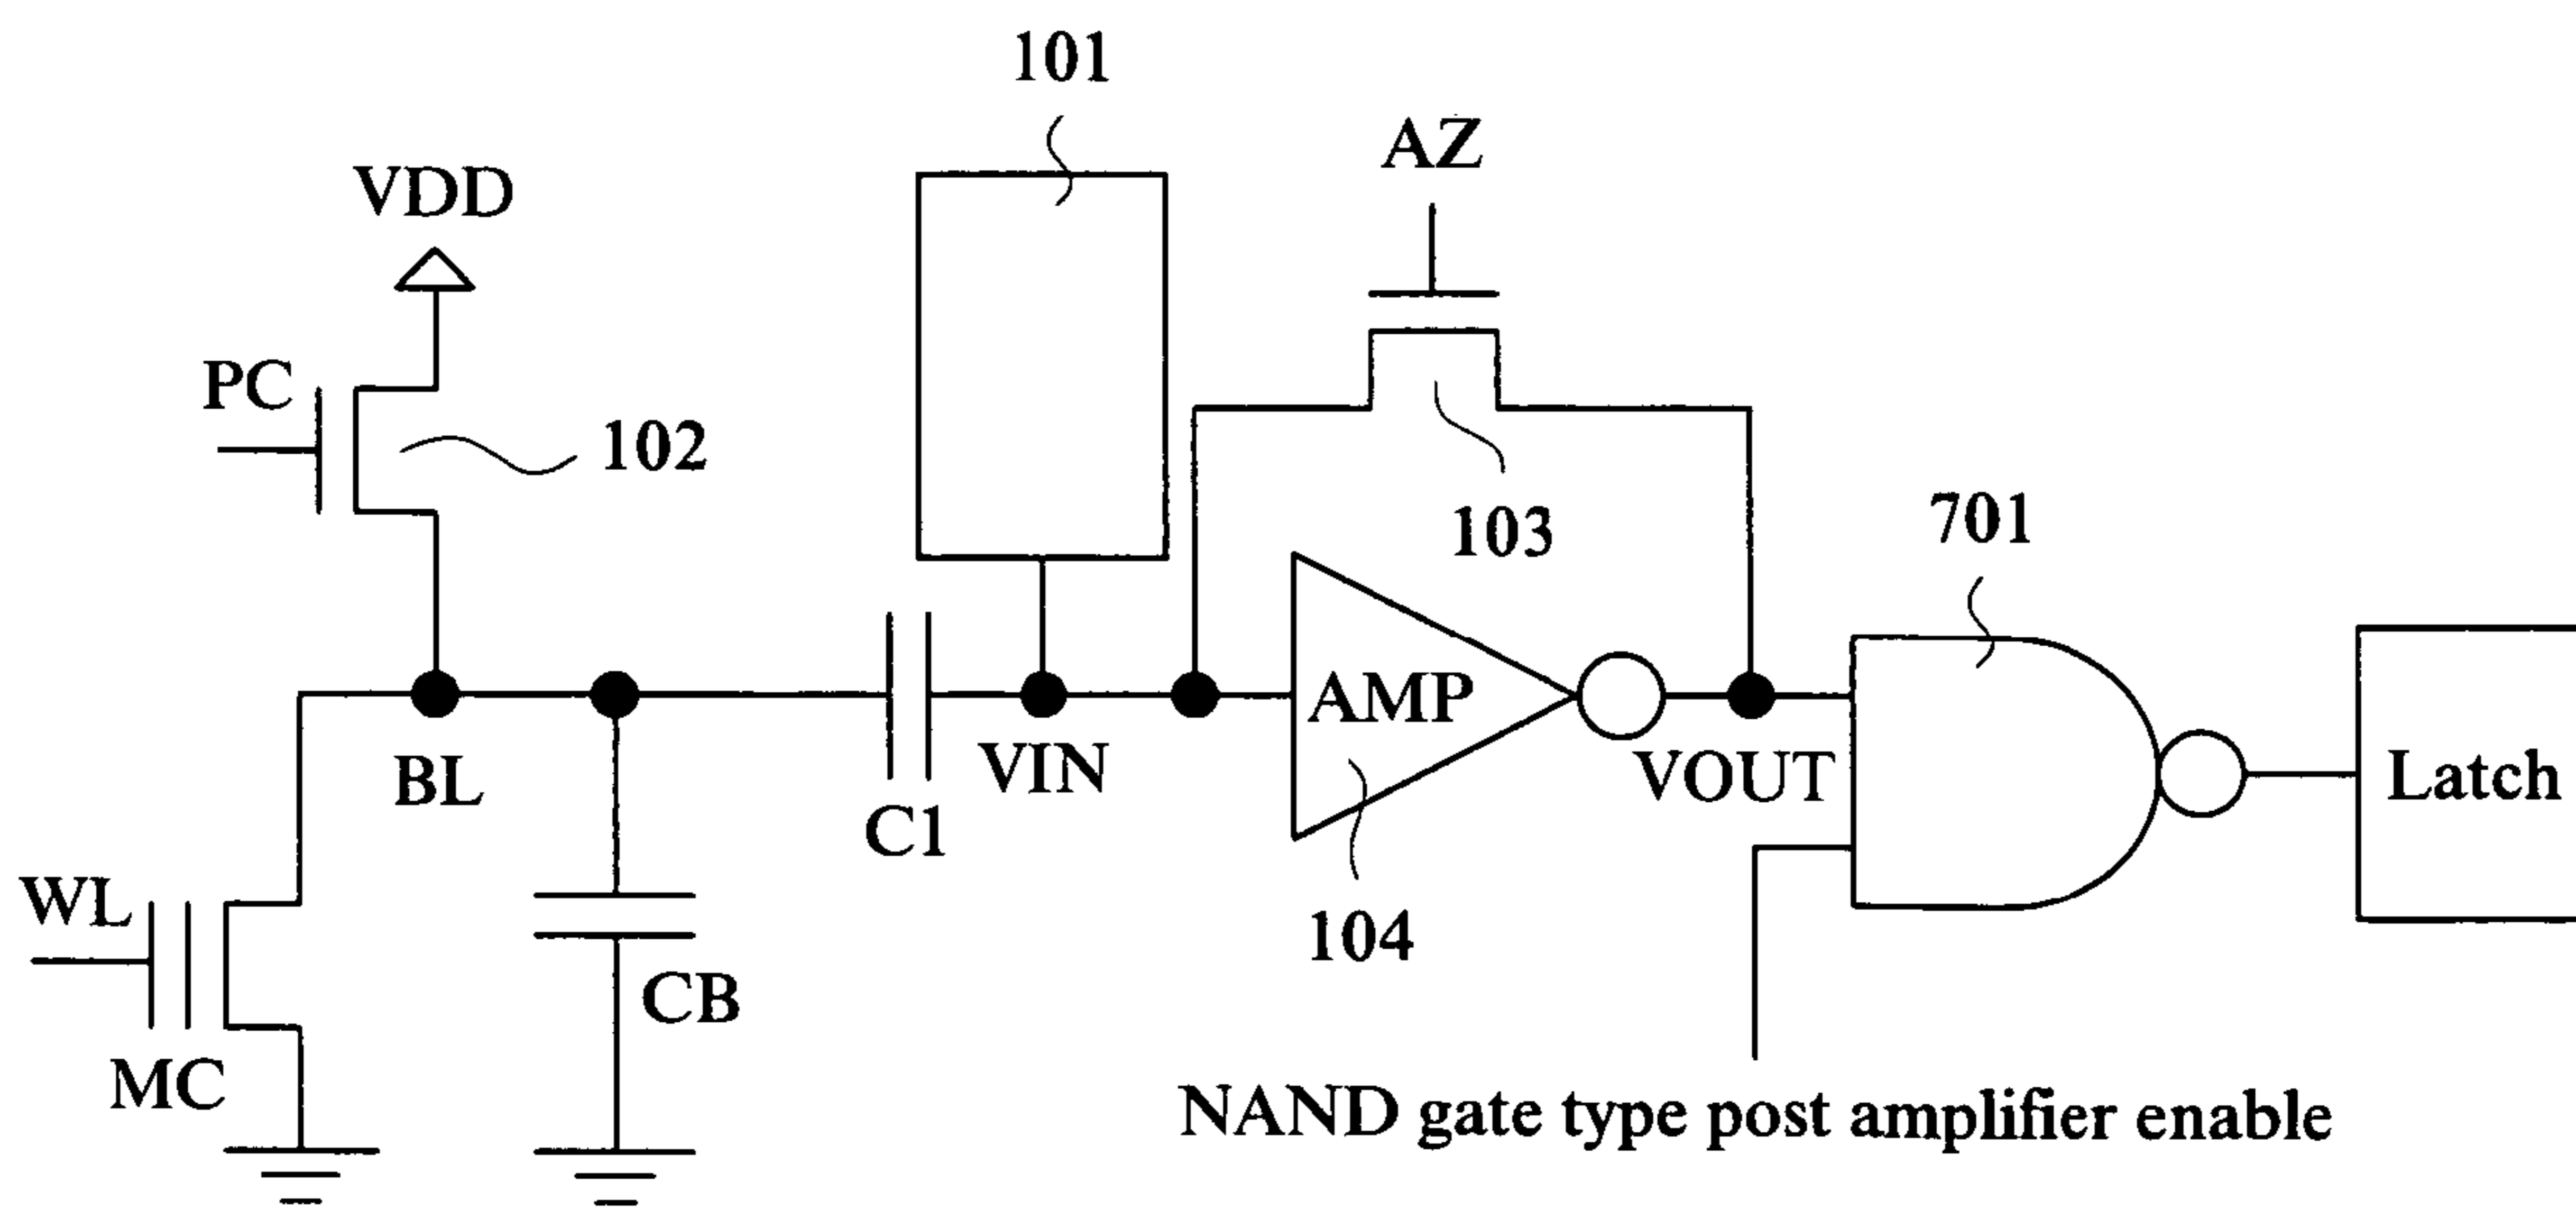 101
AZ
VDD
PC
102
103
701
AMP
VIN
VOUT
BL
C1
Latch
WL
104
CB
MC
NAND gate type post amplifier enable